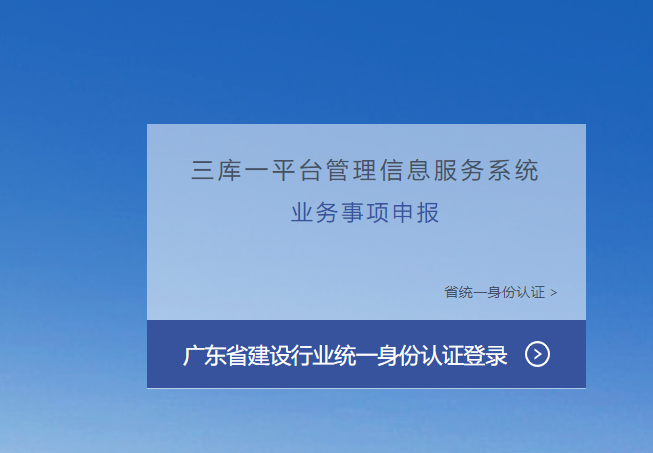 三库一平台管理信息服务系统
业务事项申报
省统一身份认证 >
广东省建设行业统一身份认证登录